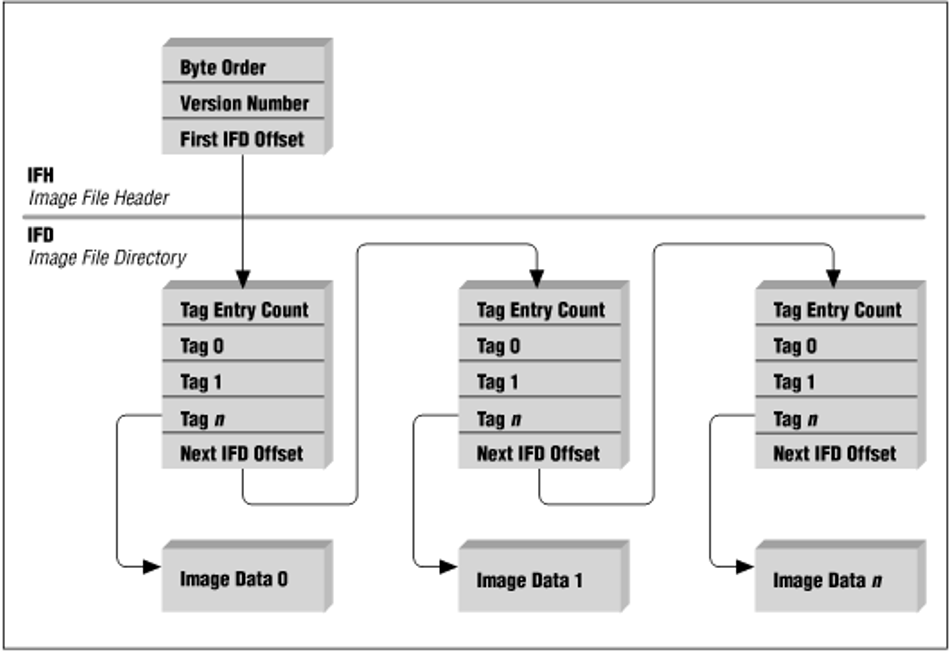 Byte Order
Version Number
First IFD Offset
IFH
Image File Header
IFD
Image File Directory
Tag Entry Count
Tag 0
Tag 1
Tag n
Next IFD Offset
Tag Entry Count
Tag 0
Tag 1
Tag n
Next IFD Offset
Tag Entry Count
Tag 0
Tag 1
Tag n
Next IFD Offset
Image Data 0
Image Data 1
Image Data n